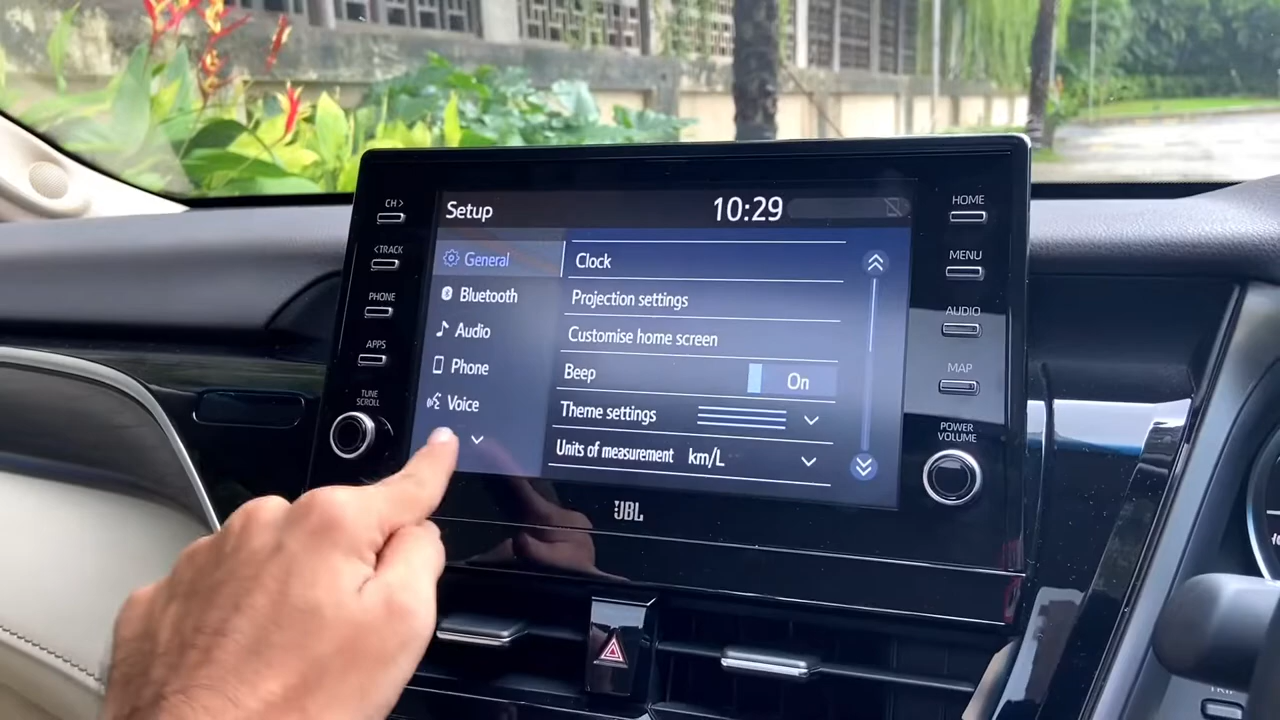 CH >
< TRACK
PHONE
APPS
TUNE
SCROLL
Setup
10:29
General
Bluetooth
Audio
Phone
Voice
Clock
Projection settings
Customise home screen
Beep
On
Theme settings
Units of measurement km/L
HOME
MENU
AUDIO
MAP
POWER
VOLUME
JBL